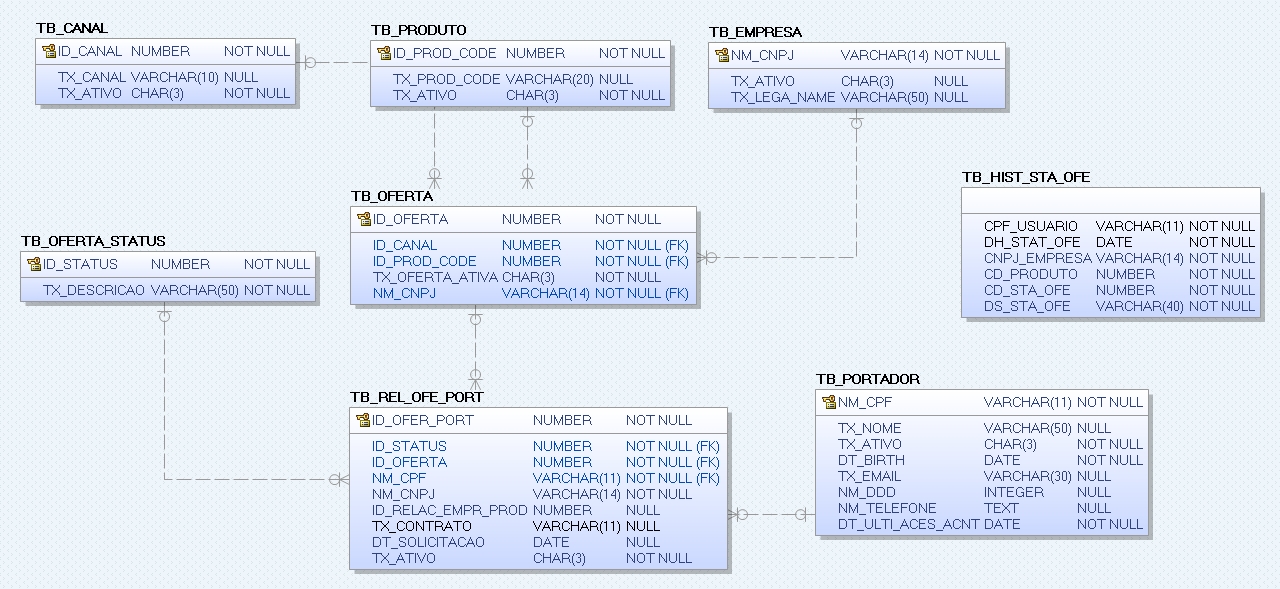 TB_CANAL
ID_CANAL NUMBER NOT NULL
TX_CANAL VARCHAR(10) NULL
TX_ATIVO CHAR(3) NOT NULL
TB_PRODUTO
ID_PROD_CODE NUMBER NOT NULL
TX_PROD_CODE VARCHAR(20) NULL
TX_ATIVO CHAR(3) NOT NULL
TB_EMPRESA
NM_CNPJ VARCHAR(14) NOT NULL
TX_ATIVO CHAR(3) NULL
TX_LEGA_NAME VARCHAR(50) NULL
TB_HIST_STA_OFE
CPF_USUARIO VARCHAR(11) NOT NULL
DH_STAT_OFE DATE NOT NULL
CNPJ_EMPRESA VARCHAR(14) NOT NULL
CD_PRODUTO NUMBER NOT NULL
CD_STA_OFE NUMBER NOT NULL
DS_STA_OFE VARCHAR(40) NOT NULL
TB_OFERTA
ID_OFERTA NUMBER NOT NULL
ID_CANAL NUMBER NOT NULL (FK)
ID_PROD_CODE NUMBER NOT NULL (FK)
TX_OFERTA_ATIVA CHAR(3) NOT NULL
NM_CNPJ VARCHAR(14) NOT NULL (FK)
TB_OFERTA_STATUS
ID_STATUS NUMBER NOT NULL
TX_DESCRICAO VARCHAR(50) NOT NULL
TB_REL_OFE_PORT
ID_OFER_PORT NUMBER NOT NULL
ID_STATUS NUMBER NOT NULL (FK)
ID_OFERTA NUMBER NOT NULL (FK)
NM_CPF VARCHAR(11) NOT NULL (FK)
NM_CNPJ VARCHAR(14) NOT NULL
ID_RELAC_EMPR_PROD NUMBER NULL
TX_CONTRATO VARCHAR(11) NULL
DT_SOLICITACAO DATE NULL
TX_ATIVO CHAR(3) NOT NULL
TB_PORTADOR
NM_CPF VARCHAR(11) NOT NULL
TX_NOME VARCHAR(50) NULL
TX_ATIVO CHAR(3) NOT NULL
DT_BIRTH DATE NOT NULL
TX_EMAIL VARCHAR(30) NULL
NM_DDD INTEGER NULL
NM_TELEFONE TEXT NULL
DT_ULTI_ACES_ACNT DATE NOT NULL